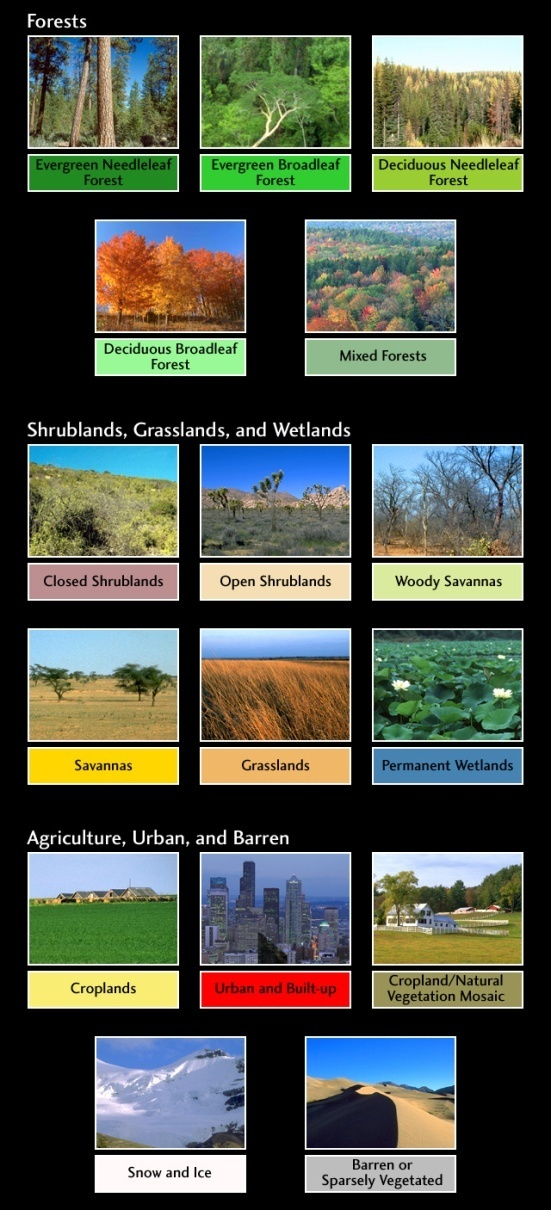 Forests
Evergreen Needleleaf
Forest
Evergreen Broadleaf
Forest
Deciduous Needleleaf
Forest
Deciduous Broadleaf
Forest
Mixed Forests
Shrublands, Grasslands, and Wetlands
Closed Shrublands
Open Shrublands
Woody Savannas
Savannas
Grasslands
Permanent Wetlands
Agriculture, Urban, and Barren
Croplands
Urban and Built-up
Cropland/Natural
Vegetation Mosaic
Snow and Ice
Barren or
Sparsely Vegetated